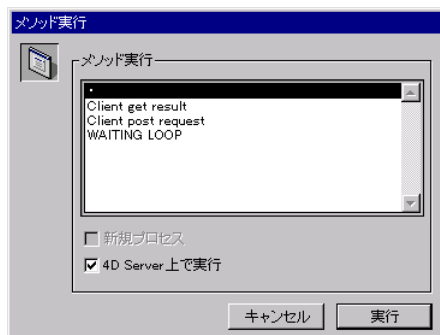 メソッド実行
メソッド実行
・
Client get result
Client post request
WAITING LOOP
新規プロセス
4D Server上で実行
キャンセル
実行